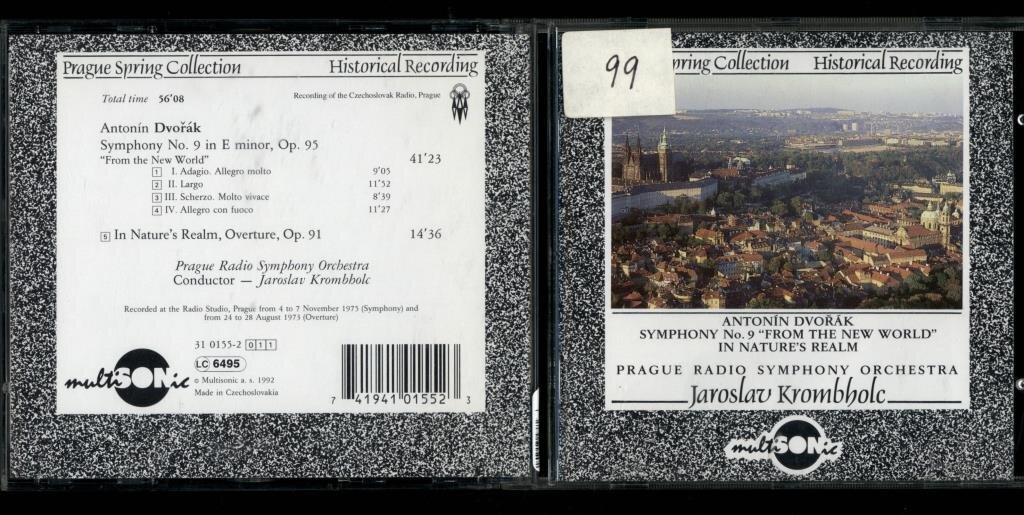 Prague Spring Collection Historical Recording
Total time 56'08 Recording of the Czechoslovak Radio, Prague
Antonín Dvořák
Symphony No. 9 in E minor, Op. 95
"From the New World" 41'23
1 I. Adagio. Allegro molto 9'05
2 II. Largo 11'52
3 III. Scherzo. Molto vivace 8'39
4 IV. Allegro con fuoco 11'27
5 In Nature's Realm, Overture, Op. 91 14'36
Prague Radio Symphony Orchestra
Conductor — Jaroslav Krombholc
Recorded at the Radio Studio, Prague from 4 to 7 November 1975 (Symphony) and
from 24 to 28 August 1973 (Overture)
31 0155-2 011
LC 6495
multiSONic
© Multisonic a. s. 1992
Made in Czechoslovakia
7 41941 01552 3
99
pring Collection Historical Recording
ANTONÍN DVOŘÁK
SYMPHONY No. 9 "FROM THE NEW WORLD"
IN NATURE'S REALM
PRAGUE RADIO SYMPHONY ORCHESTRA
Jaroslav Krombholc
multiSONic